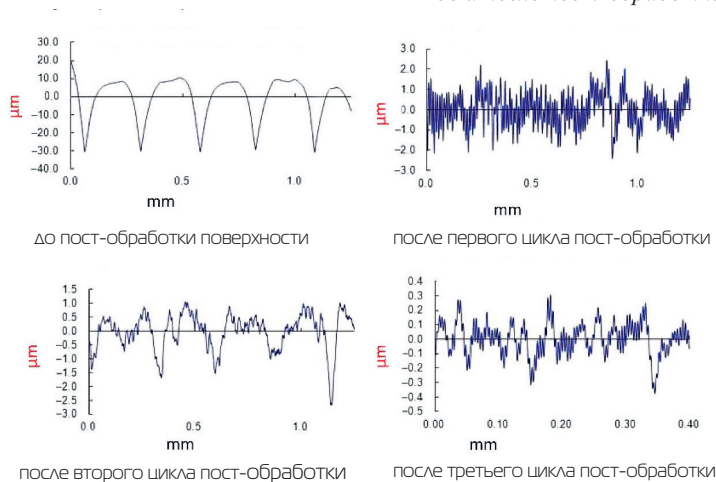 30.0
20.0
10.0
0.0
–10.0
–20.0
–30.0
–40.0
μm
0.0 0.5 1.0
mm
до пост-обработки поверхности
3.0
2.0
1.0
0.0
–1.0
–2.0
–3.0
μm
0.0 0.5 1.0
mm
после первого цикла пост-обработки
1.5
1.0
0.5
0.0
–0.5
–1.0
–1.5
–2.0
–2.5
–3.0
μm
0.0 0.5 1.0
mm
после второго цикла пост-обработки
0.4
0.3
0.2
0.1
0.0
–0.1
–0.2
–0.3
–0.4
–0.5
μm
0.00 0.10 0.20 0.30 0.40
mm
после третьего цикла пост-обработки